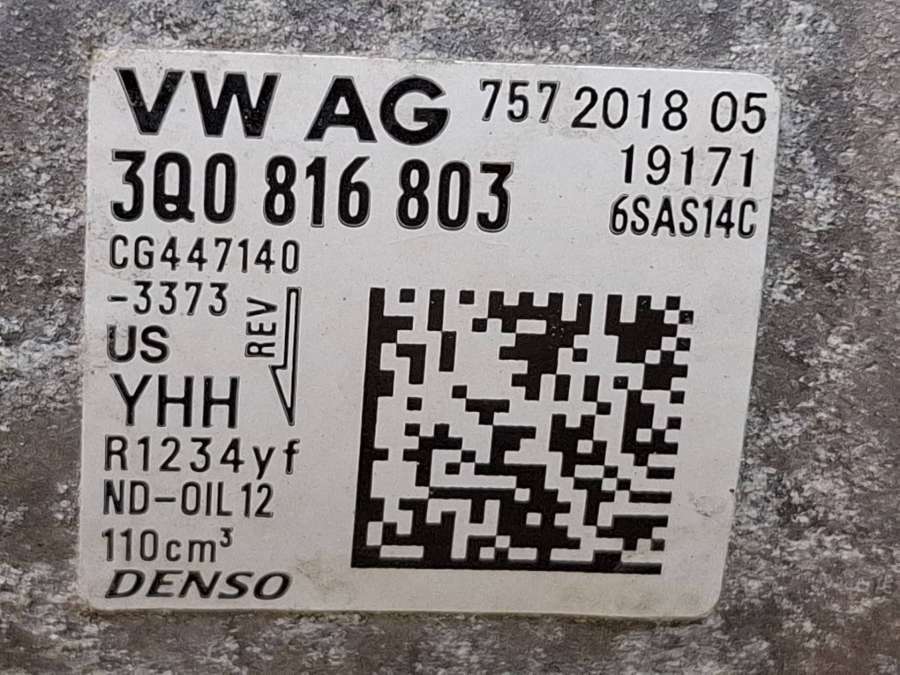 VW AG 757 2018 05
19171
3Q0 816 803 6SAS14C
CG447140
-3373
REV
US
YHH
R1234yf
ND-OIL12
110cm³
DENSO